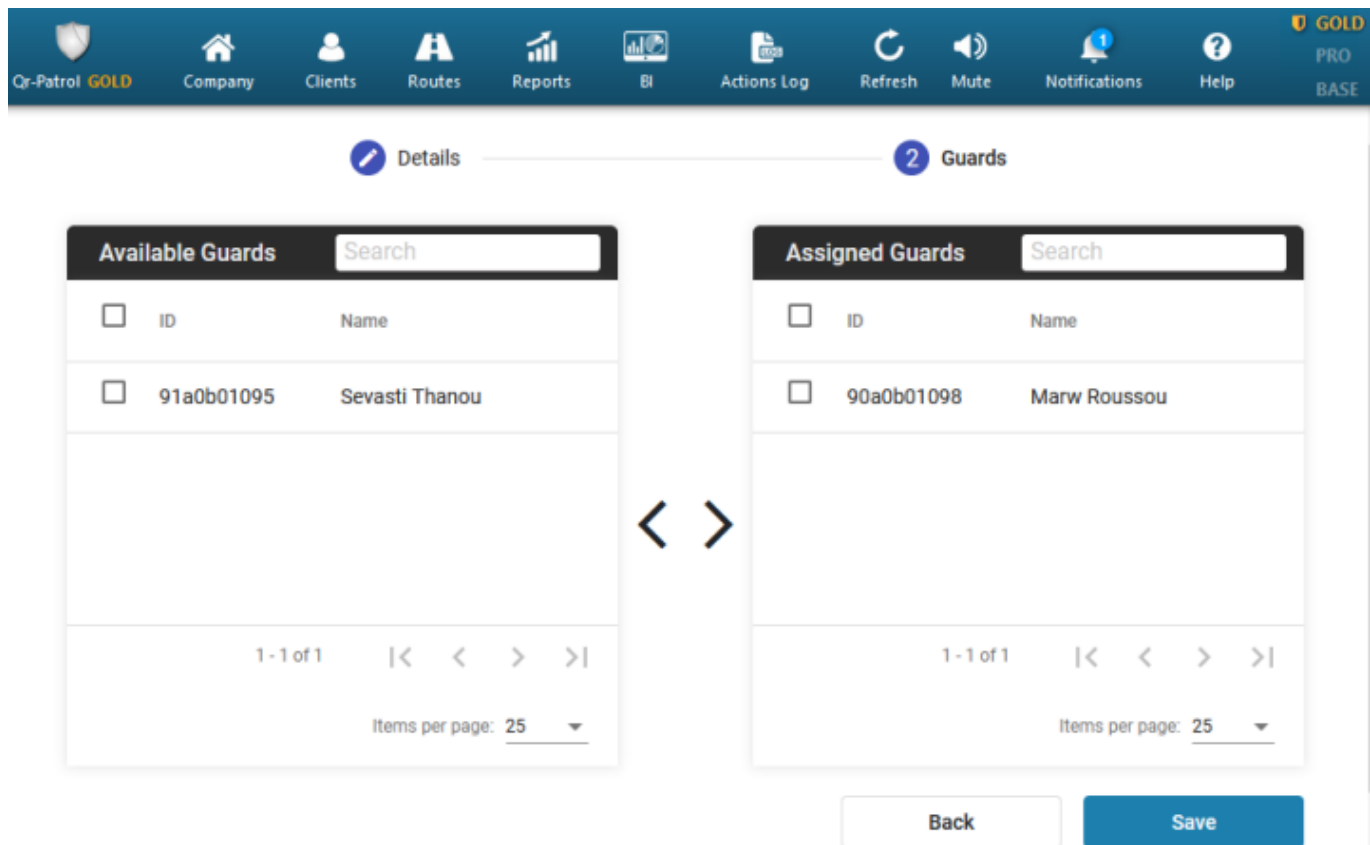 GOLD
PRO
BASE
Qr-Patrol GOLD Company Clients Routes Reports BI LOGS Actions Log Refresh Mute 1 Notifications ? Help
Details 2 Guards
Available Guards Search
ID Name
91a0b01095 Sevasti Thanou
1 - 1 of 1
Items per page: 25
Assigned Guards Search
ID Name
90a0b01098 Marw Roussou
1 - 1 of 1
Items per page: 25
Back Save